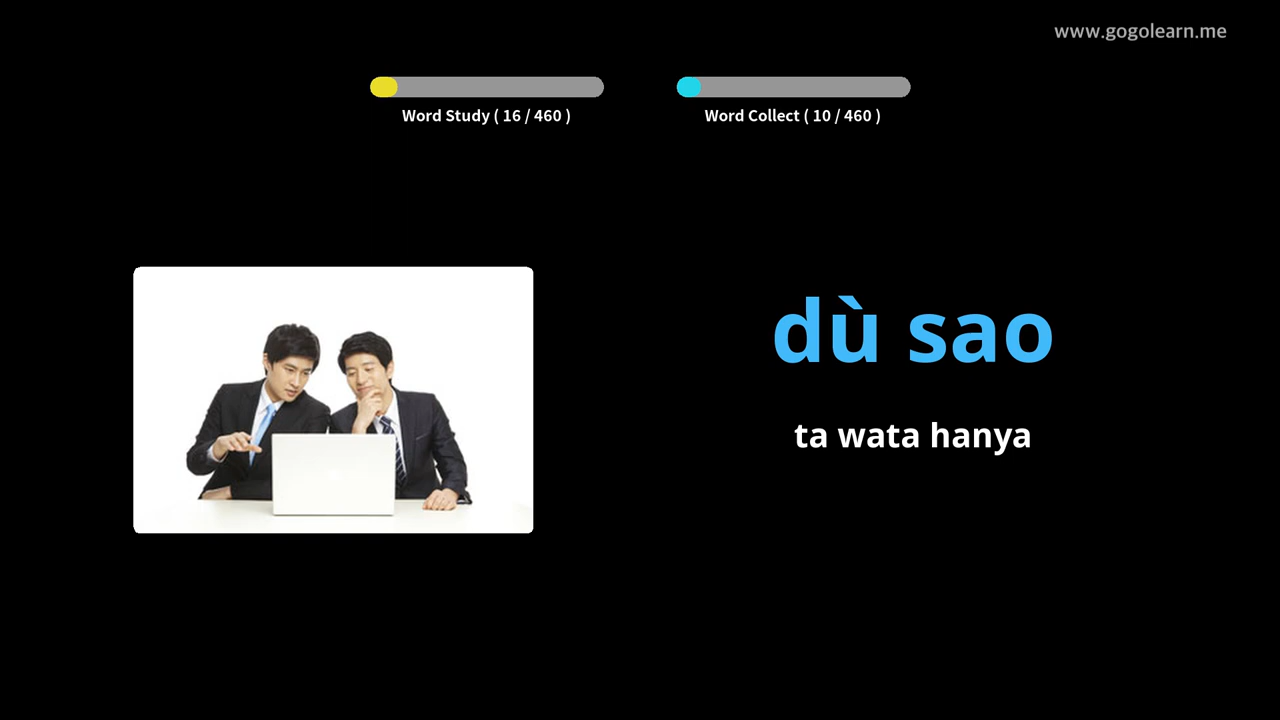 www.gogolearn.me
Word Study ( 16 / 460 )
Word Collect ( 10 / 460 )
dù sao
ta wata hanya